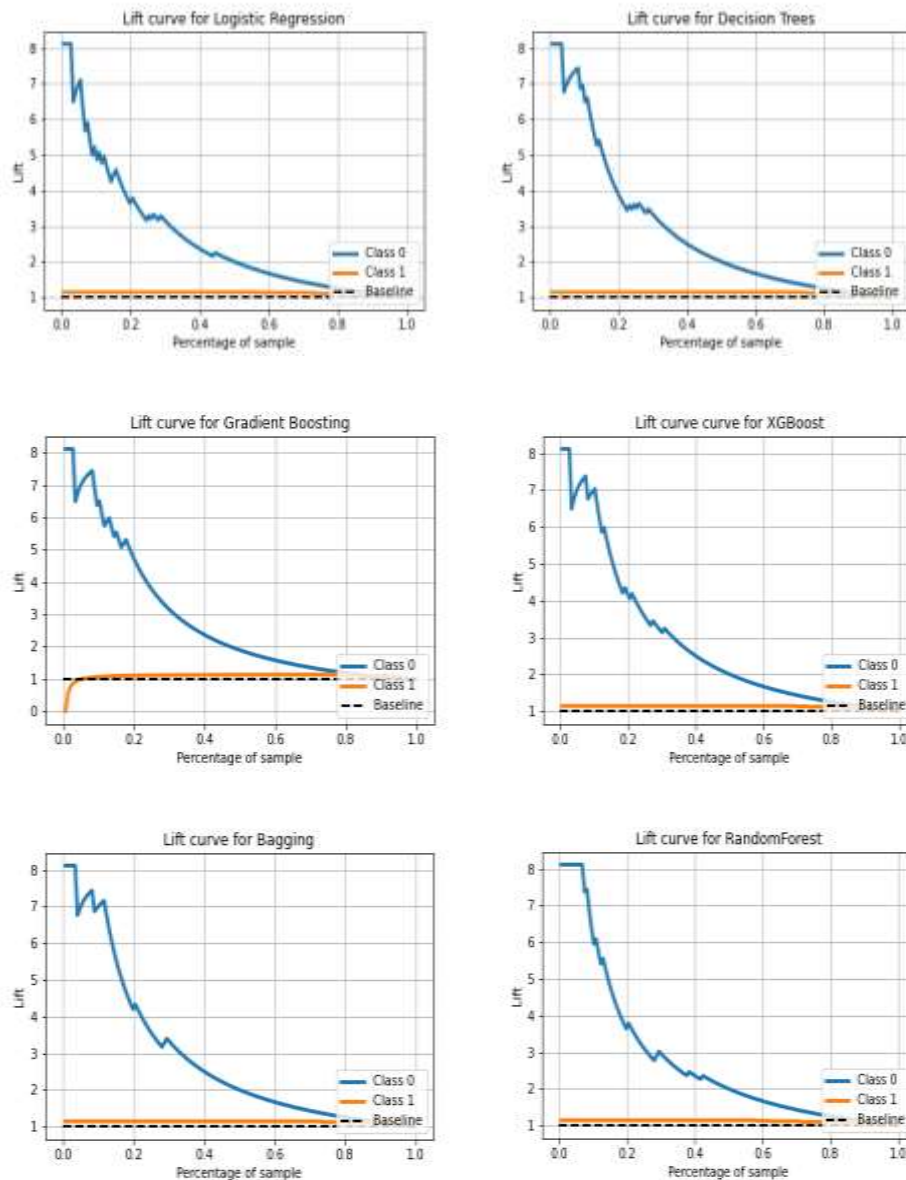 Lift curve for Logistic Regression
8
7
6
5
4
3
2
1
Lift
Class 0
Class 1
Baseline
0.0 0.2 0.4 0.6 0.8 1.0
Percentage of sample
Lift curve for Decision Trees
8
7
6
5
4
3
2
1
Lift
Class 0
Class 1
Baseline
0.0 0.2 0.4 0.6 0.8 1.0
Percentage of sample
Lift curve for Gradient Boosting
8
7
6
5
4
3
2
1
0
Lift
Class 0
Class 1
Baseline
0.0 0.2 0.4 0.6 0.8 1.0
Percentage of sample
Lift curve curve for XGBoost
8
7
6
5
4
3
2
1
Lift
Class 0
Class 1
Baseline
0.0 0.2 0.4 0.6 0.8 1.0
Percentage of sample
Lift curve for Bagging
8
7
6
5
4
3
2
1
Lift
Class 0
Class 1
Baseline
0.0 0.2 0.4 0.6 0.8 1.0
Percentage of sample
Lift curve for RandomForest
8
7
6
5
4
3
2
1
Lift
Class 0
Class 1
Baseline
0.0 0.2 0.4 0.6 0.8 1.0
Percentage of sample